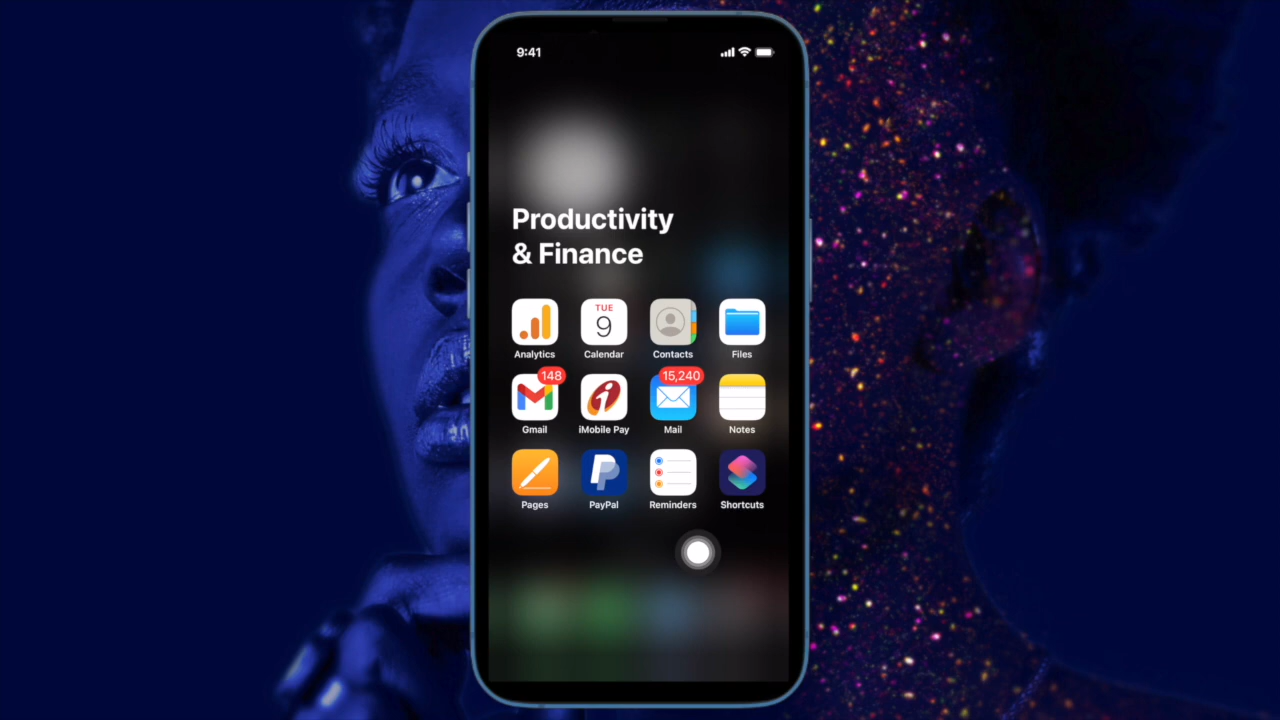 9:41
Productivity
& Finance
TUE
9
Analytics
Calendar
Contacts
Files
148
15,240
Gmail
iMobile Pay
Mail
Notes
Pages
PayPal
Reminders
Shortcuts